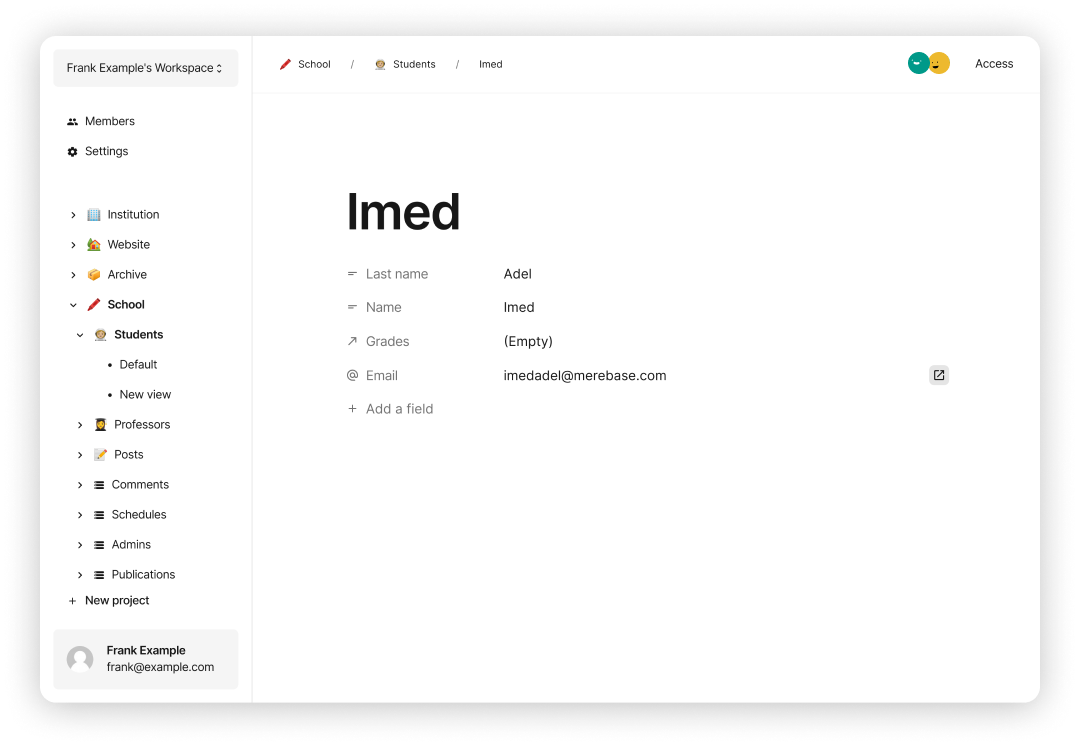 Frank Example's Workspace
Members
Settings
Institution
Website
Archive
School
Students
Default
New view
Professors
Posts
Comments
Schedules
Admins
Publications
+ New project
Frank Example
frank@example.com
School / Students / Imed
Access
Imed
Last name Adel
Name Imed
Grades (Empty)
@ Email imedadel@merebase.com
+ Add a field